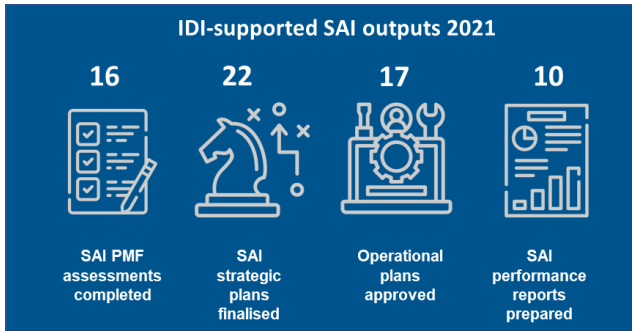 IDI-supported SAI outputs 2021
16
22
17
10
SAI PMF
assessments
completed
SAI
strategic
plans
finalised
Operational
plans
approved
SAI
performance
reports
prepared